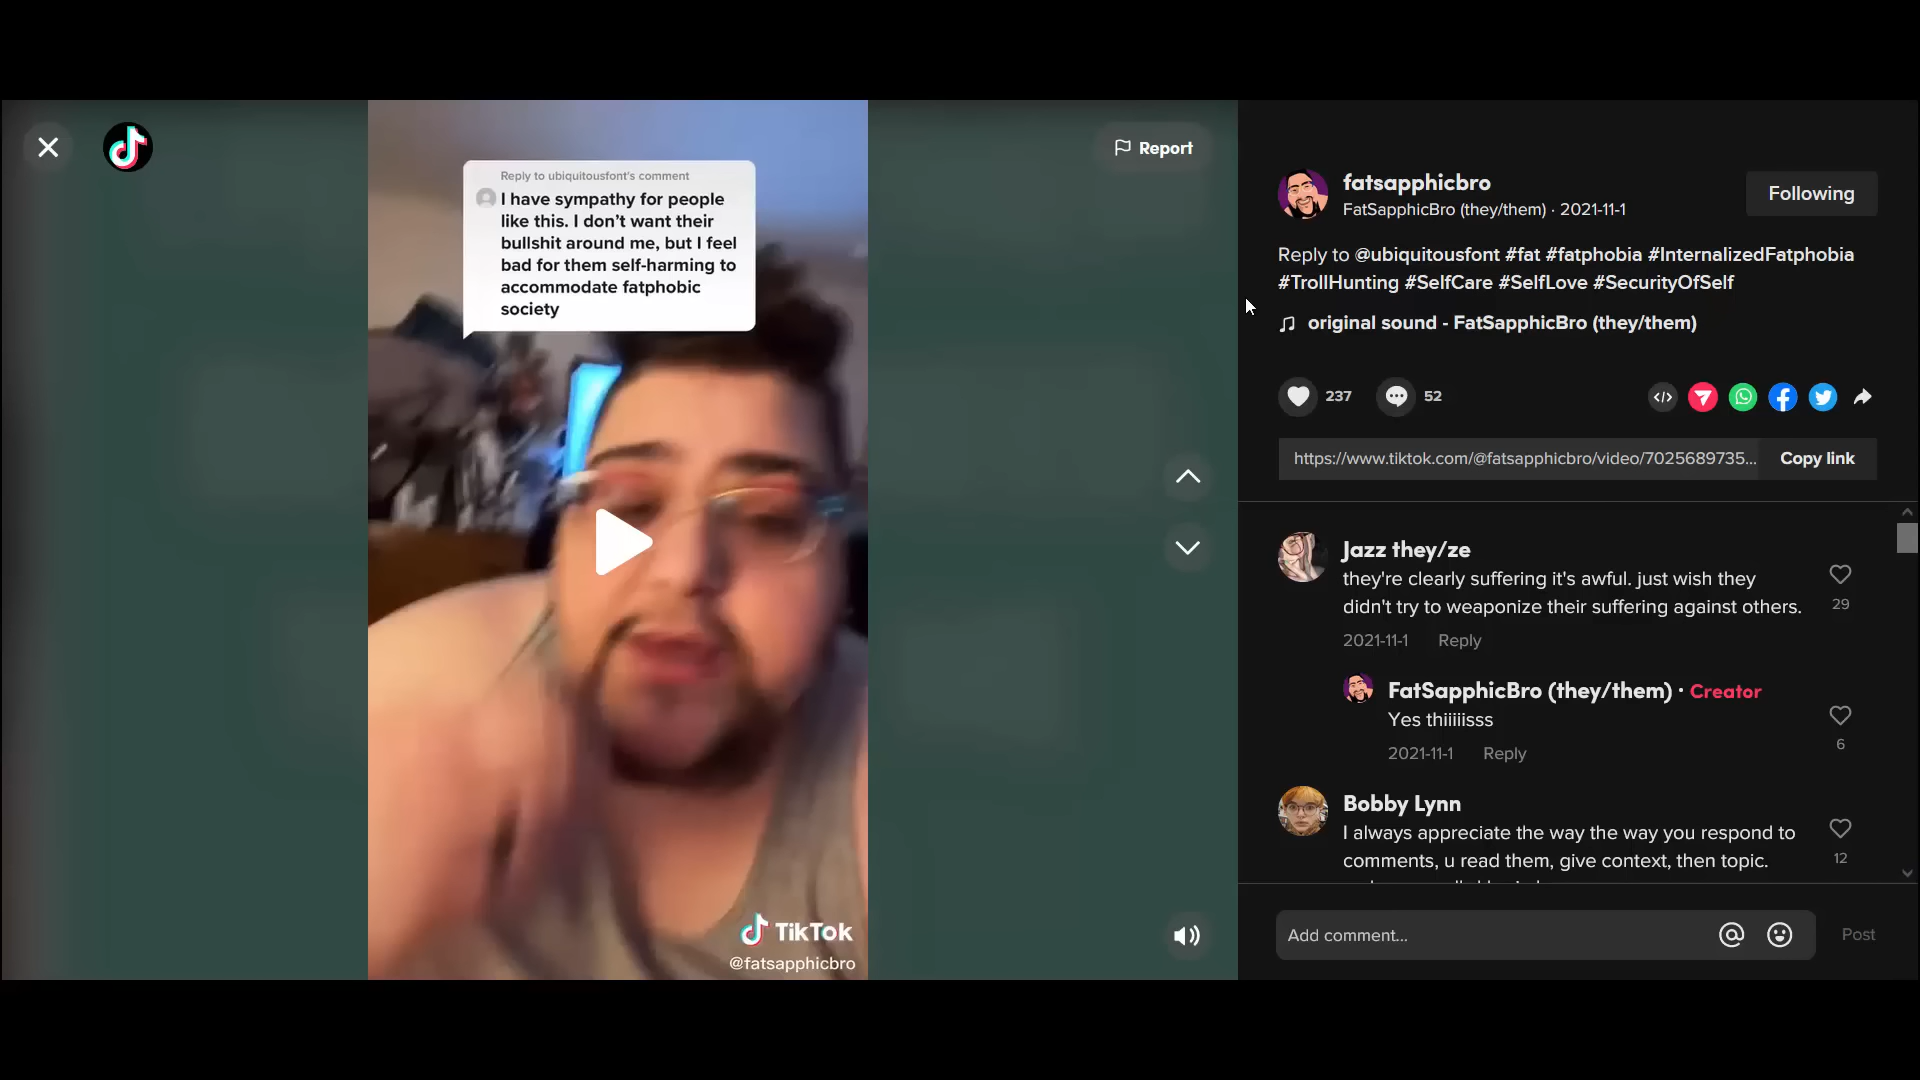 Report
Reply to ubiquitousfont's comment
I have sympathy for people
like this. I don't want their
bullshit around me, but I feel
bad for them self-harming to
accommodate fatphobic
society
TikTok
@fatsapphicbro
fatsapphicbro
FatSapphicBro (they/them) · 2021-11-1
Following
Reply to @ubiquitousfont #fat #fatphobia #InternalizedFatphobia
#TrollHunting #SelfCare #SelfLove #SecurityOfSelf
original sound - FatSapphicBro (they/them)
237
52
https://www.tiktok.com/@fatsapphicbro/video/7025689735...
Copy link
Jazz they/ze
they're clearly suffering it's awful. just wish they
didn't try to weaponize their suffering against others.
29
2021-11-1 Reply
FatSapphicBro (they/them) · Creator
Yes thiiiiisss
6
2021-11-1 Reply
Bobby Lynn
I always appreciate the way the way you respond to
comments, u read them, give context, then topic.
12
Add comment...
Post